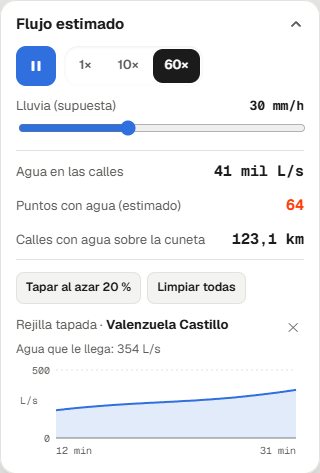 Flujo estimado
1× 10× 60×
Lluvia (supuesta) 30 mm/h
Agua en las calles 41 mil L/s
Puntos con agua (estimado) 64
Calles con agua sobre la cuneta 123,1 km
Tapar al azar 20 % Limpiar todas
Rejilla tapada · Valenzuela Castillo
Agua que le llega: 354 L/s
500
L/s
0
12 min 31 min